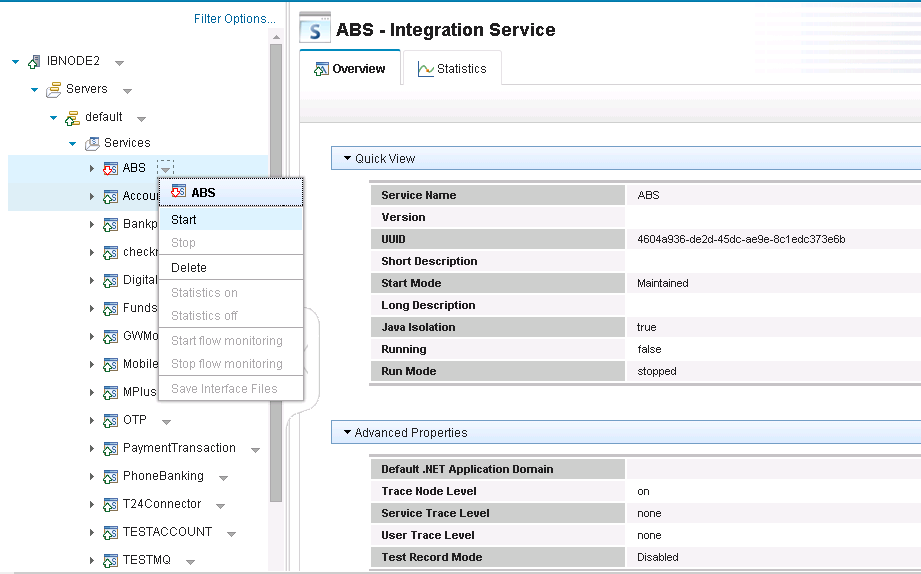 Filter Options...
IBNODE2
Servers
default
Services
ABS
Accou
Bankp
check
Digital
Funds
GWMo
Mobile
MPlus
OTP
PaymentTransaction
PhoneBanking
T24Connector
TESTACCOUNT
TESTMQ
ABS
Start
Stop
Delete
Statistics on
Statistics off
Start flow monitoring
Stop flow monitoring
Save Interface Files
ABS - Integration Service
Overview Statistics
Quick View
Service Name ABS
Version
UUID 4604a936-de2d-45dc-ae9e-8c1edc373e6b
Short Description
Start Mode Maintained
Long Description
Java Isolation true
Running false
Run Mode stopped
Advanced Properties
Default .NET Application Domain
Trace Node Level on
Service Trace Level none
User Trace Level none
Test Record Mode Disabled